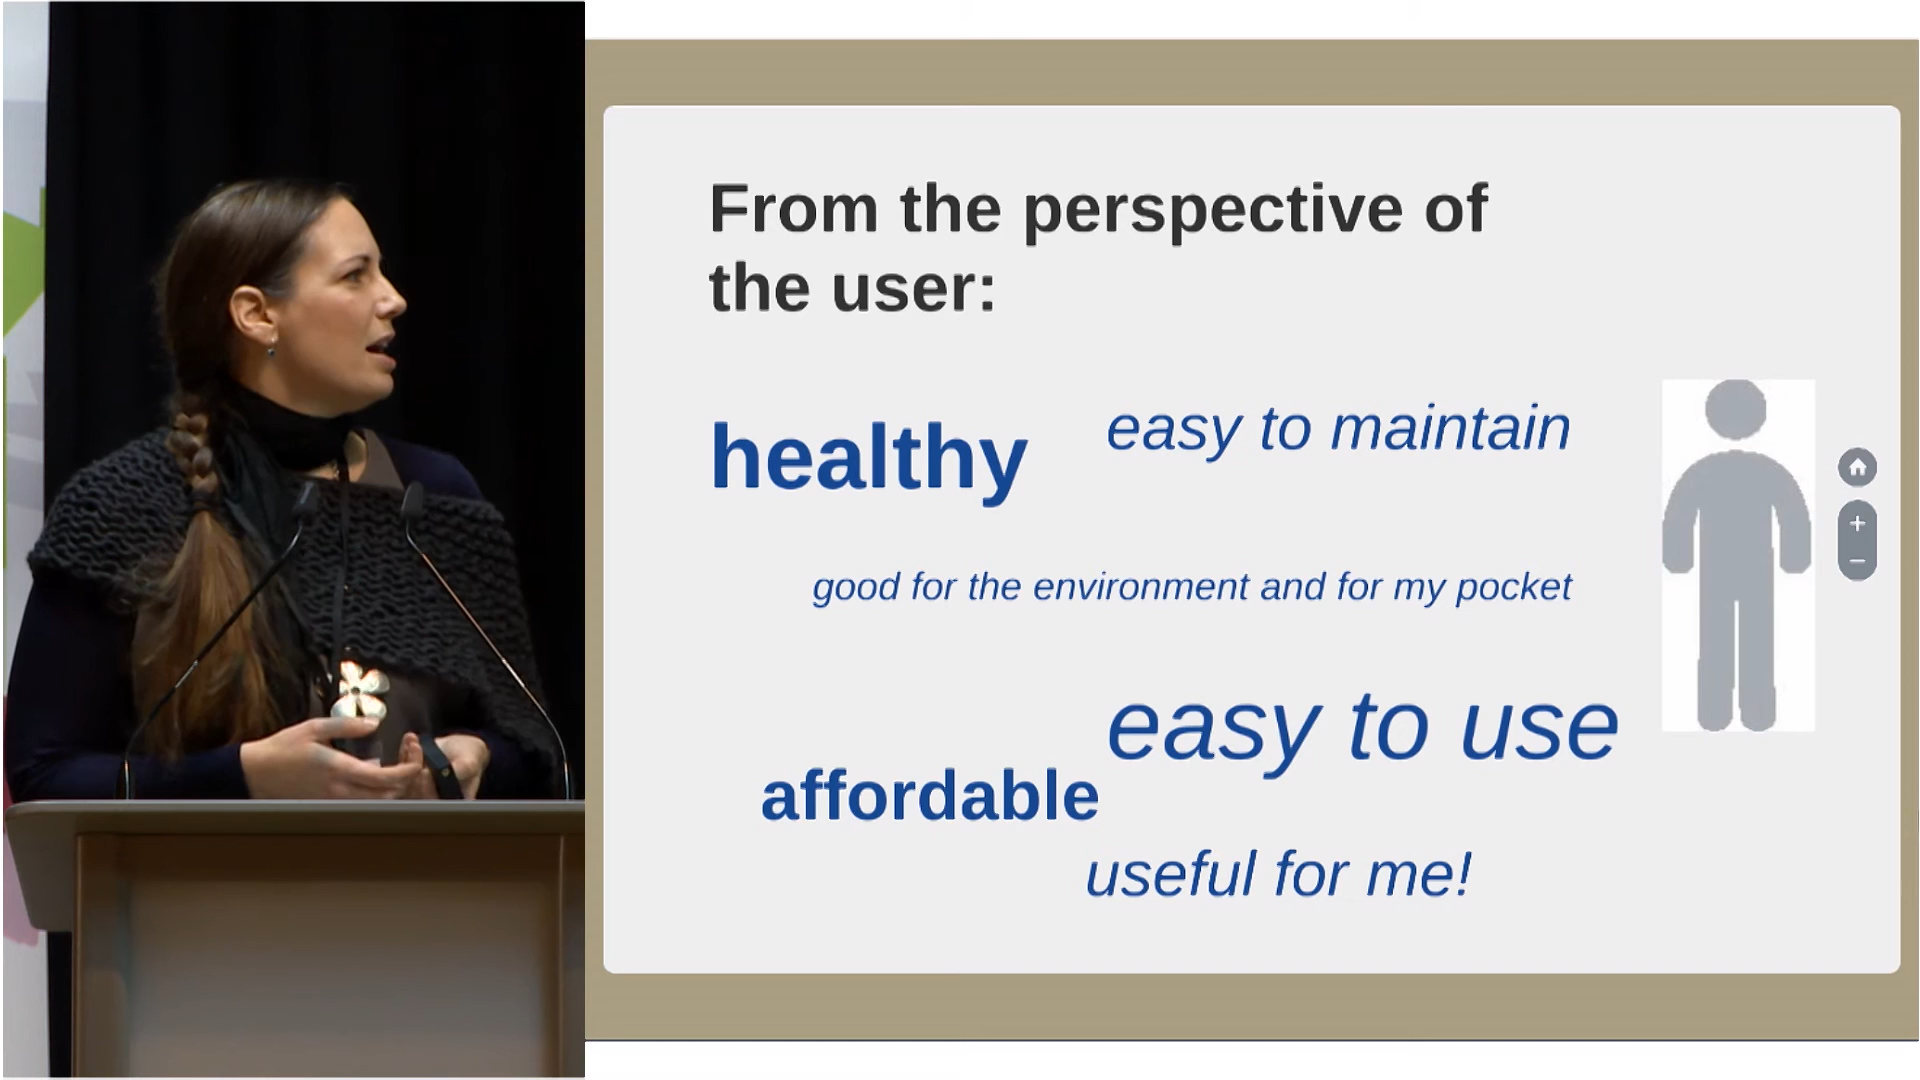 From the perspective of
the user:
healthy
easy to maintain
good for the environment and for my pocket
easy to use
affordable
useful for me!